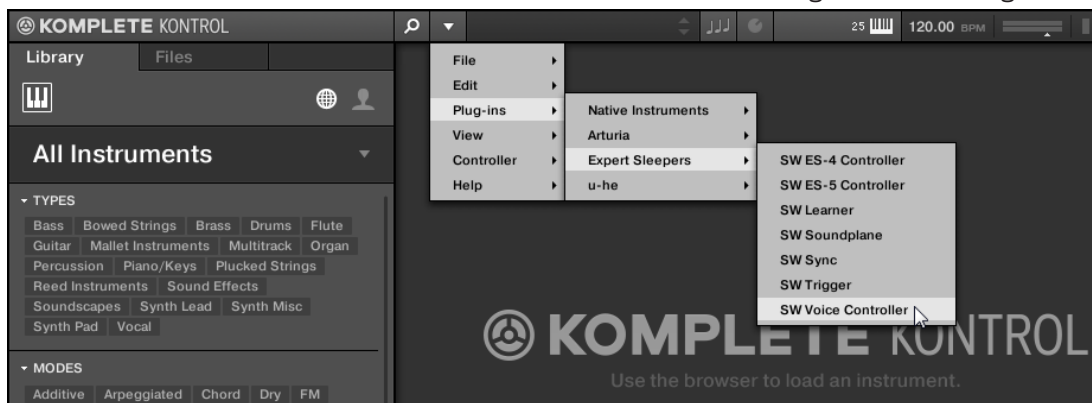 KOMPLETE KONTROL
25
120.00 BPM
Library Files
All Instruments
TYPES
Bass Bowed Strings Brass Drums Flute
Guitar Mallet Instruments Multitrack Organ
Percussion Piano/Keys Plucked Strings
Reed Instruments Sound Effects
Soundscapes Synth Lead Synth Misc
Synth Pad Vocal
MODES
Additive Arpeggiated Chord Dry FM
File
Edit
Plug-ins
View
Controller
Help
Native Instruments
Arturia
Expert Sleepers
u-he
SW ES-4 Controller
SW ES-5 Controller
SW Learner
SW Soundplane
SW Sync
SW Trigger
SW Voice Controller
KOMPLETE KONTROL
Use the browser to load an instrument.